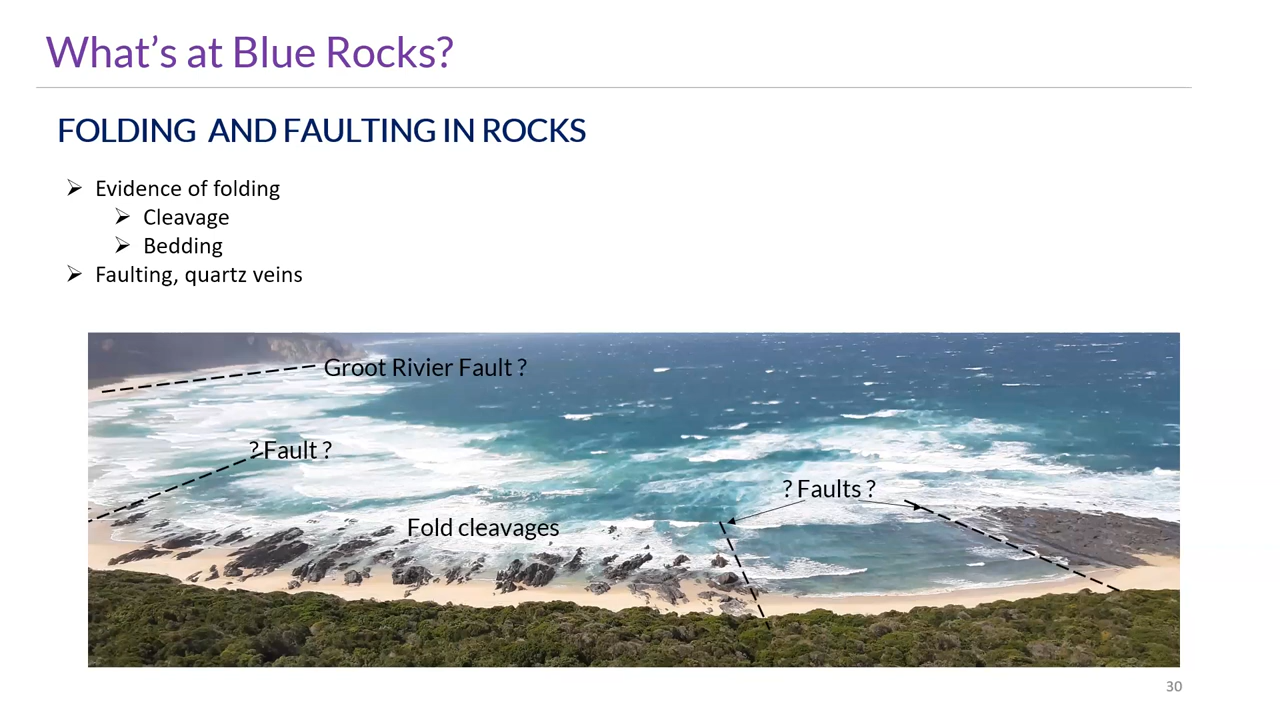 What's at Blue Rocks?
FOLDING AND FAULTING IN ROCKS
➢ Evidence of folding
➢ Cleavage
➢ Bedding
➢ Faulting, quartz veins
Groot Rivier Fault ?
? Fault ?
? Faults ?
Fold cleavages
30